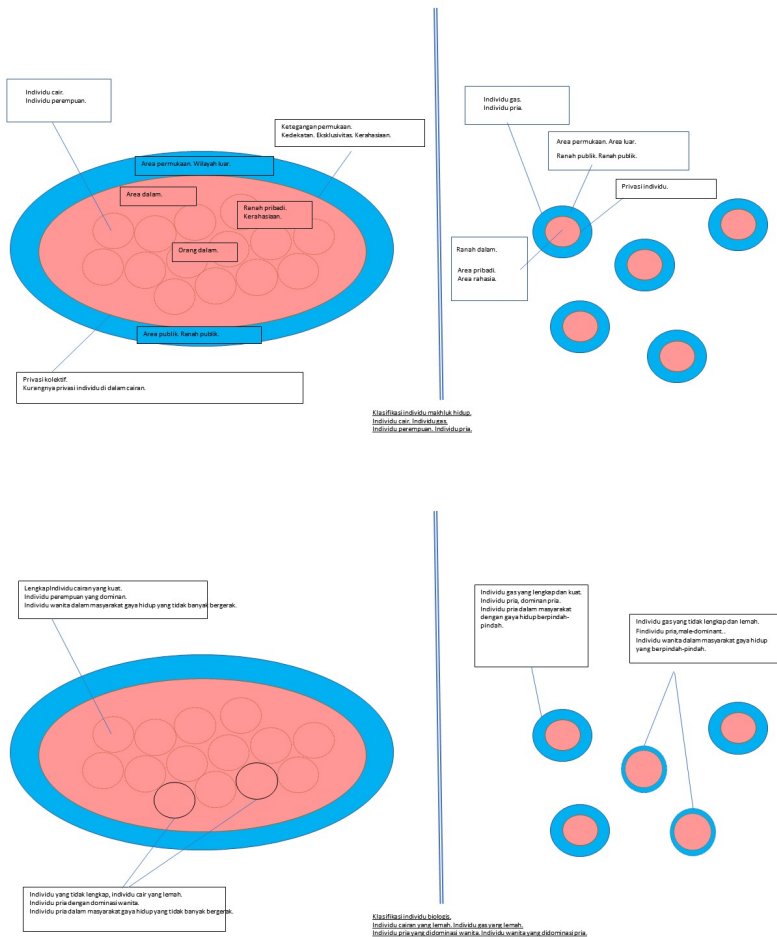 Individu cair.
Individu perempuan.
Ketegangan permukaan.
Kedekatan. Eksklusivitas. Kerahasiaan.
Area permukaan. Wilayah luar.
Area dalam.
Ranah pribadi.
Kerahasiaan.
Orang dalam.
Area publik. Ranah publik.
Privasi kolektif.
Kurangnya privasi individu di dalam cairan.
Individu gas.
Individu pria.
Area permukaan. Area luar.
Ranah publik. Ranah publik.
Privasi individu.
Ranah dalam.
Area pribadi.
Area rahasia.
Klasifikasi individu makhluk hidup.
Individu cair. Individu gas.
Individu perempuan. Individu pria.
Lengkap Individu cairan yang kuat.
Individu perempuan yang dominan.
Individu wanita dalam masyarakat gaya hidup yang tidak banyak bergerak.
Individu gas yang lengkap dan kuat.
Individu pria, dominan pria.
Individu pria dalam masyarakat
dengan gaya hidup berpindah-
pindah.
Individu gas yang tidak lengkap dan lemah.
Findividu pria, male-dominant..
Individu wanita dalam masyarakat gaya hidup
yang berpindah-pindah.
Individu yang tidak lengkap, individu cair yang lemah.
Individu pria dengan dominasi wanita.
Individu pria dalam masyarakat gaya hidup yang tidak banyak bergerak.
Klasifikasi individu biologis.
Individu cairan yang lemah. Individu gas yang lemah.
Individu pria yang didominasi wanita. Individu wanita yang didominasi pria.